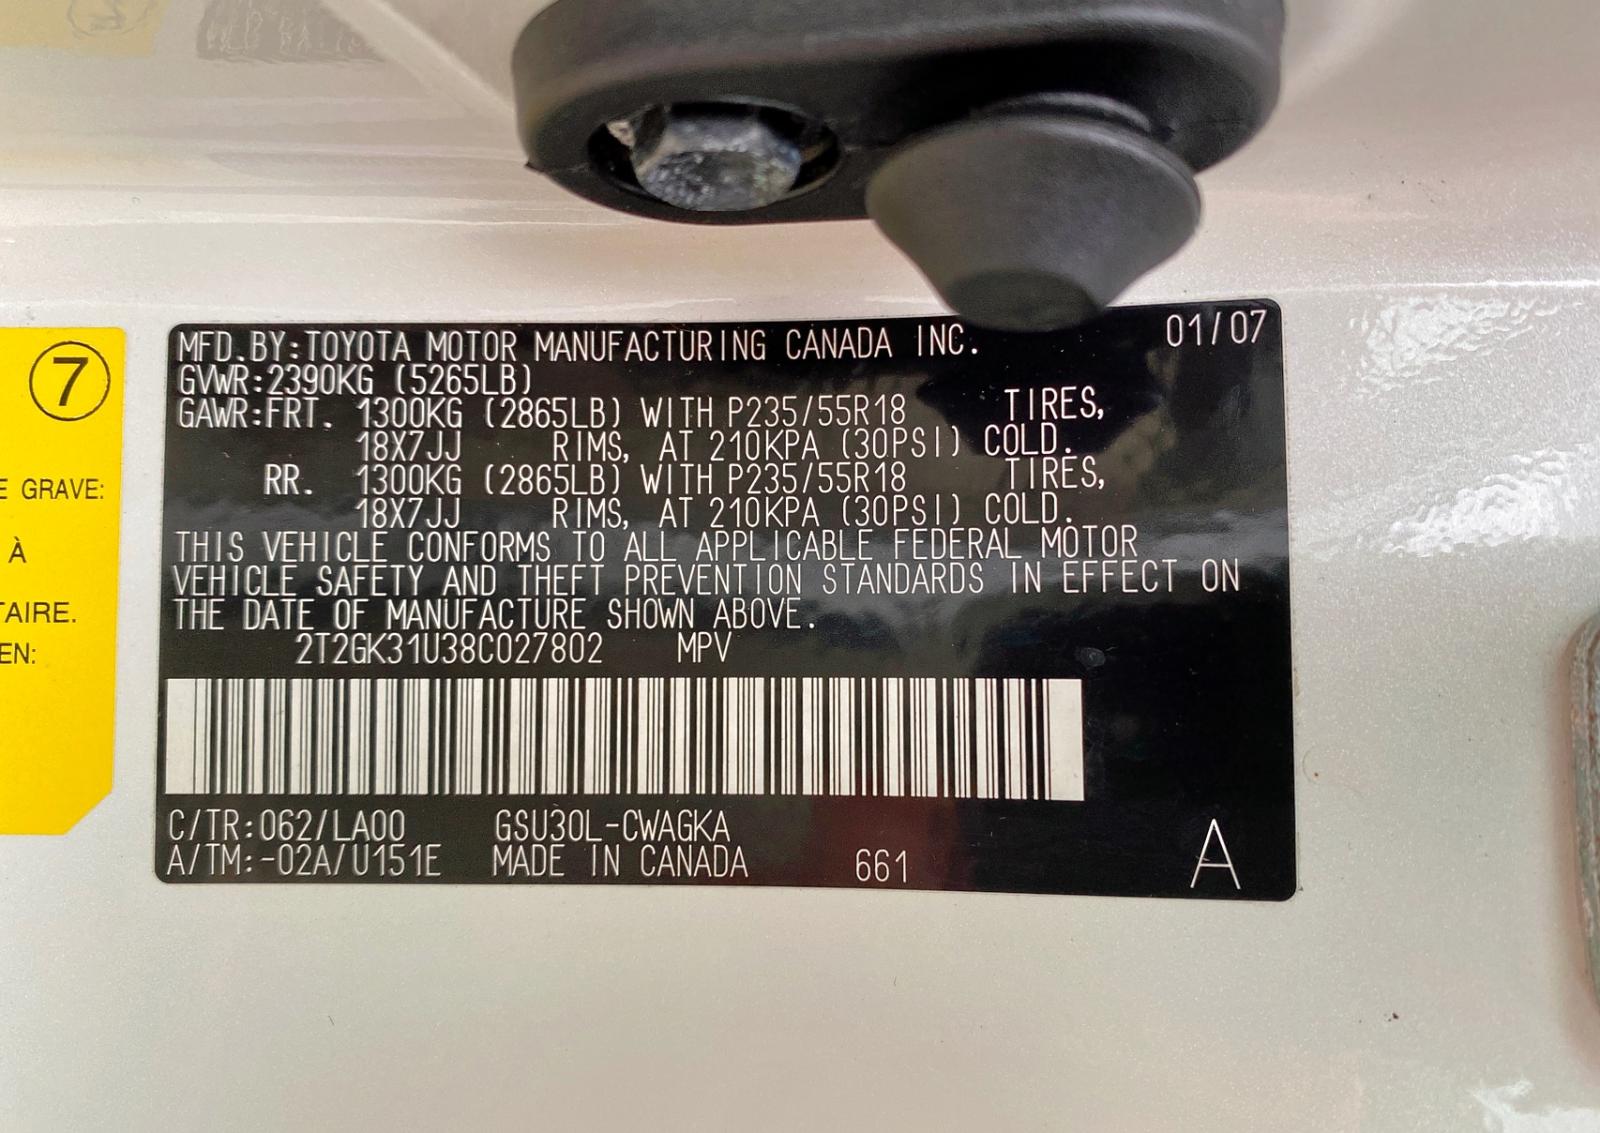 7
E GRAVE:
À
TAIRE.
EN:
MFD.BY:TOYOTA MOTOR MANUFACTURING CANADA INC. 01/07
GVWR:2390KG (5265LB)
GAWR:FRT. 1300KG (2865LB) WITH P235/55R18 TIRES,
18X7JJ RIMS, AT 210KPA (30PSI) COLD.
RR. 1300KG (2865LB) WITH P235/55R18 TIRES,
18X7JJ RIMS, AT 210KPA (30PSI) COLD.
THIS VEHICLE CONFORMS TO ALL APPLICABLE FEDERAL MOTOR
VEHICLE SAFETY AND THEFT PREVENTION STANDARDS IN EFFECT ON
THE DATE OF MANUFACTURE SHOWN ABOVE.
2T2GK31U38C027802 MPV
C/TR:062/LA00 GSU30L-CWAGKA
A/TM:-02A/U151E MADE IN CANADA 661 A